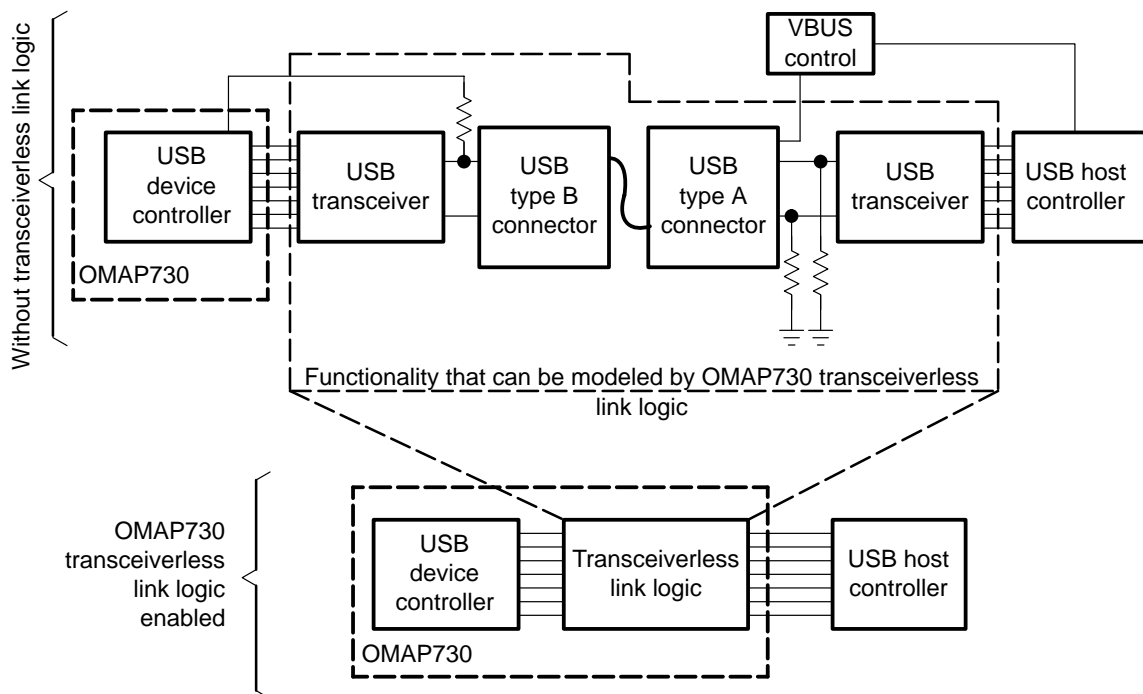 Without transceiverless link logic
VBUS
control
USB
device
controller
USB
transceiver
USB
type B
connector
USB
type A
connector
USB
transceiver
USB host
controller
OMAP730
Functionality that can be modeled by OMAP730 transceiverless
link logic
OMAP730
transceiverless
link logic
enabled
USB
device
controller
Transceiverless
link logic
USB host
controller
OMAP730